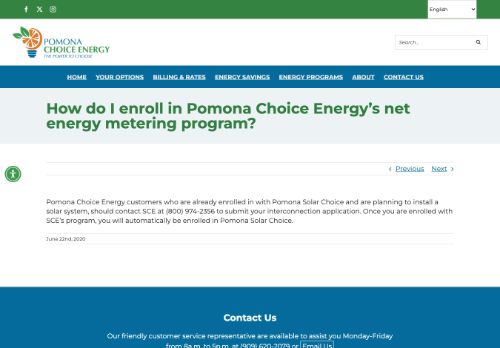 English
POMONA
CHOICE ENERGY
THE POWER TO CHOOSE
Search...
HOME YOUR OPTIONS BILLING & RATES ENERGY SAVINGS ENERGY PROGRAMS ABOUT CONTACT US
How do I enroll in Pomona Choice Energy's net
energy metering program?
Previous Next
Pomona Choice Energy customers who are already enrolled in with Pomona Solar Choice and are planning to install a
solar system, should contact SCE at (800) 974-2356 to submit your interconnection application. Once you are enrolled with
SCE's program, you will automatically be enrolled in Pomona Solar Choice.
June 22nd, 2020
Contact Us
Our friendly customer service representative are available to assist you Monday-Friday
from 8a.m. to 5p.m. at (909) 620-2079 or Email Us